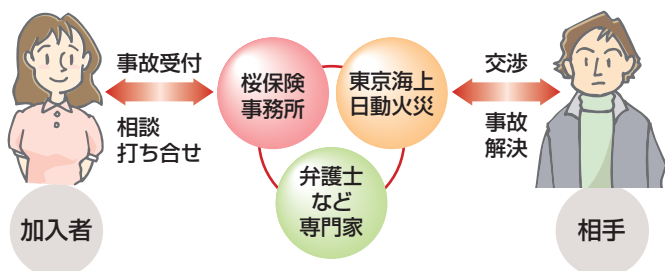 事故受付
相談
打ち合せ
加入者
桜保険
事務所
東京海上
日動火災
弁護士
など
専門家
交渉
事故
解決
相手